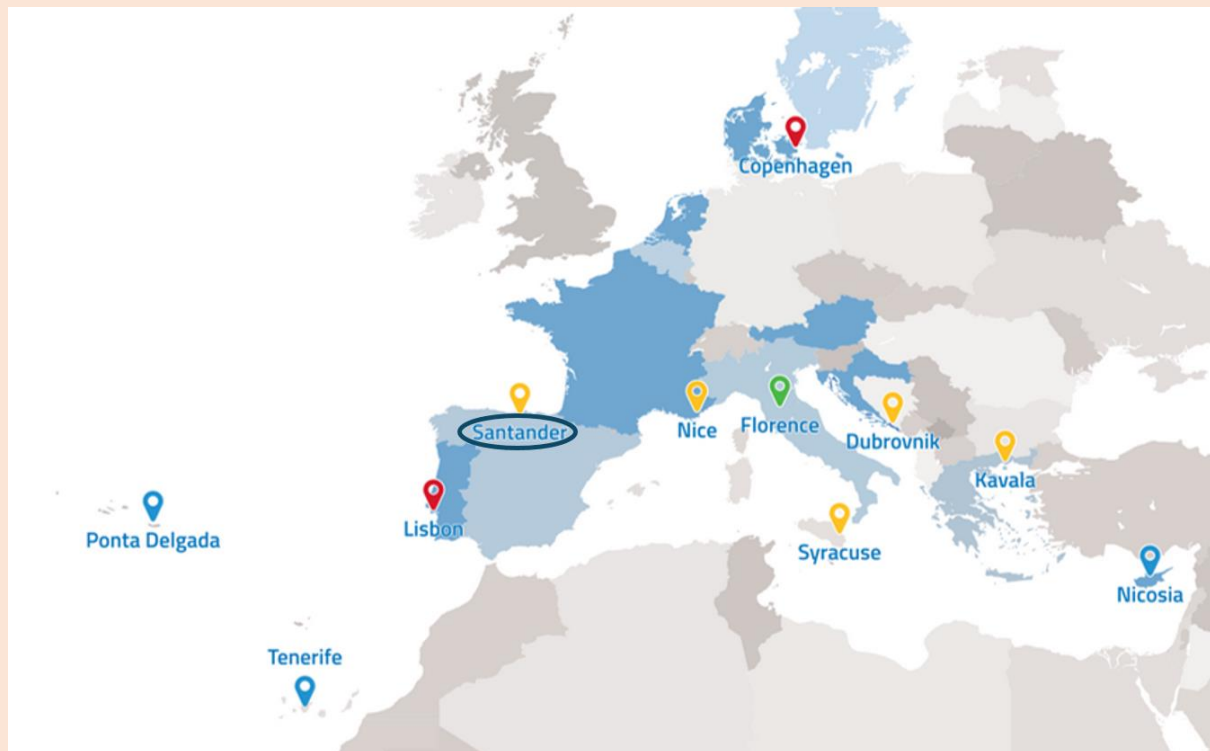 Copenhagen
Santander
Nice
Florence
Dubrovnik
Kavala
Lisbon
Ponta Delgada
Syracuse
Nicosia
Tenerife